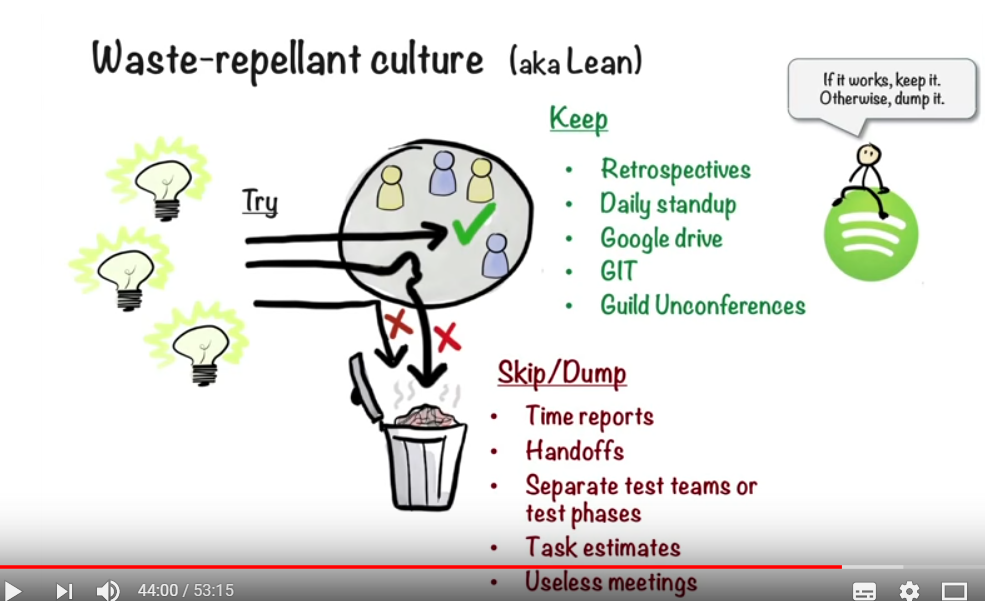 Waste-repellant culture (aka Lean)
If it works, keep it.
Otherwise, dump it.
Keep
• Retrospectives
• Daily standup
• Google drive
• GIT
• Guild Unconferences
Try
Skip/Dump
• Time reports
• Handoffs
• Separate test teams or
test phases
• Task estimates
• Useless meetings
44:00 / 53:15